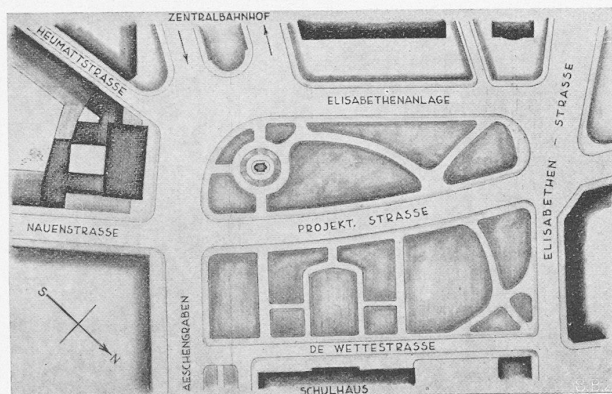 ZENTRALBAHNHOF
HEUMATTSTRASSE
ELISABETHENANLAGE
ELISABETHEN - STRASSE
PROJEKT. STRASSE
NAUENSTRASSE
S
N
AESCHENGRABEN
DE WETTESTRASSE
SCHULHAUS